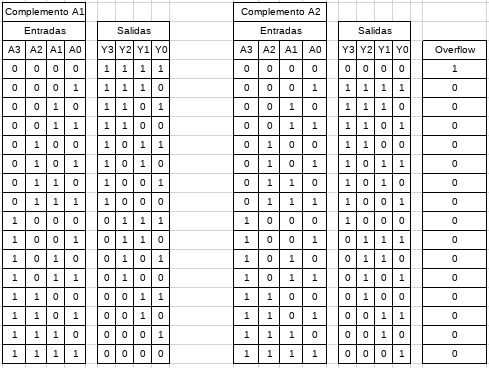 Complemento A1 Complemento A2
Entradas Salidas Entradas Salidas
A3 A2 A1 A0 Y3 Y2 Y1 Y0 A3 A2 A1 A0 Y3 Y2 Y1 Y0 Overflow
0 0 0 0 1 1 1 1 0 0 0 0 0 0 0 0 1
0 0 0 1 1 1 1 0 0 0 0 1 1 1 1 1 0
0 0 1 0 1 1 0 1 0 0 1 0 1 1 1 0 0
0 0 1 1 1 1 0 0 0 0 1 1 1 1 0 1 0
0 1 0 0 1 0 1 1 0 1 0 0 1 1 0 0 0
0 1 0 1 1 0 1 0 0 1 0 1 1 0 1 1 0
0 1 1 0 1 0 0 1 0 1 1 0 1 0 1 0 0
0 1 1 1 1 0 0 0 0 1 1 1 1 0 0 1 0
1 0 0 0 0 1 1 1 1 0 0 0 1 0 0 0 0
1 0 0 1 0 1 1 0 1 0 0 1 0 1 1 1 0
1 0 1 0 0 1 0 1 1 0 1 0 0 1 1 0 0
1 0 1 1 0 1 0 0 1 0 1 1 0 1 0 1 0
1 1 0 0 0 0 1 1 1 1 0 0 0 1 0 0 0
1 1 0 1 0 0 1 0 1 1 0 1 0 0 1 1 0
1 1 1 0 0 0 0 1 1 1 1 0 0 0 1 0 0
1 1 1 1 0 0 0 0 1 1 1 1 0 0 0 1 0